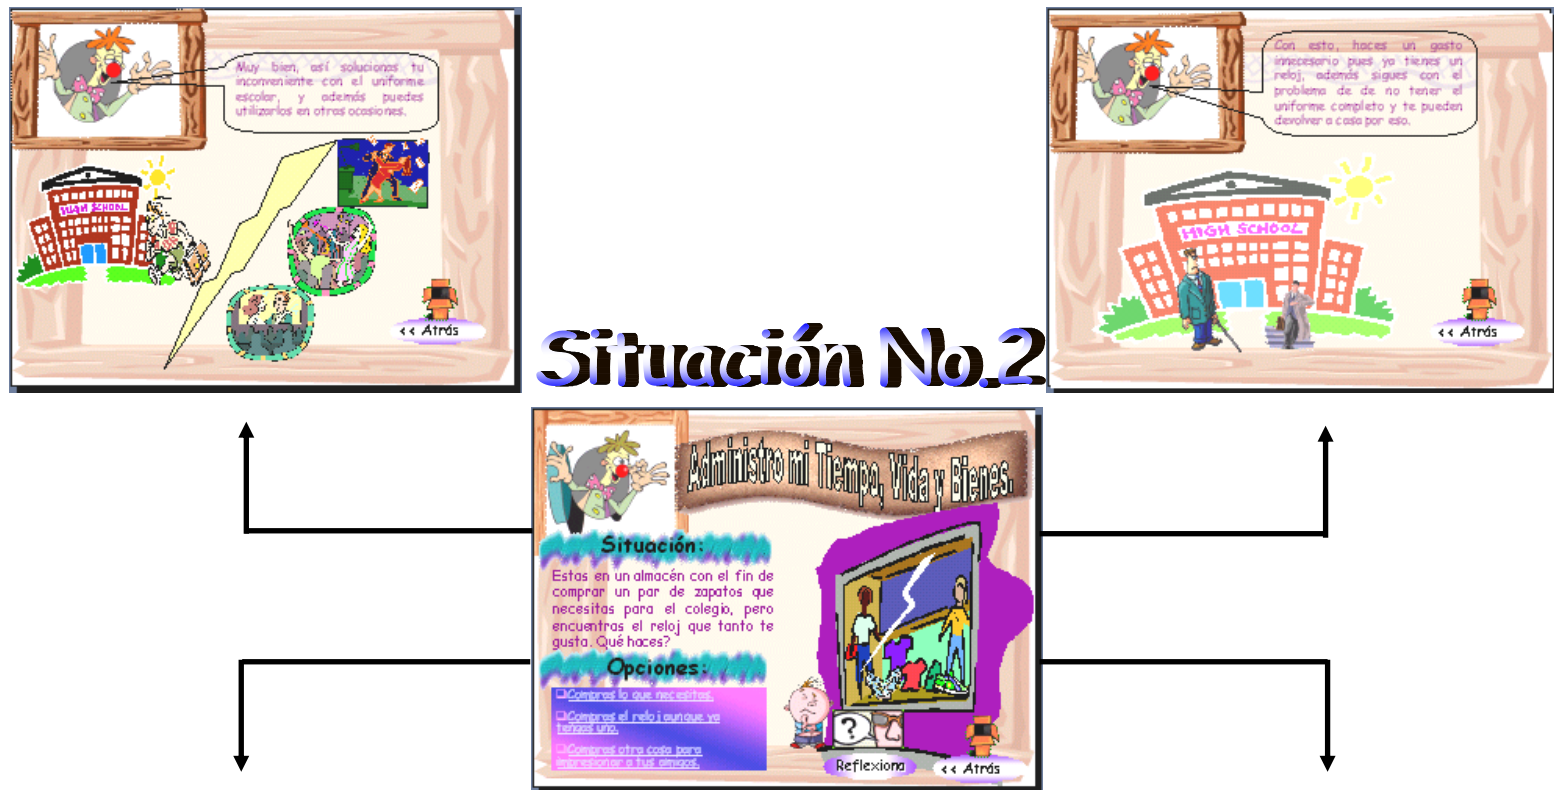 Muy bien, así solucionas tu
inconveniente con el uniforme
escolar, y además puedes
utilizarlos en otras ocasiones.
HIGH SCHOOL
<< Atrás
Con esto, haces un gasto
innecesario pues ya tienes un
reloj, además sigues con el
problema de de no tener el
uniforme completo y te pueden
devolver a casa por eso.
HIGH SCHOOL
<< Atrás
Situación No.2
Administro mi Tiempo, Vida y Bienes.
Situación:
Estas en un almacén con el fin de
comprar un par de zapatos que
necesitas para el colegio, pero
encuentras el reloj que tanto te
gusta. Qué haces?
Opciones:
Compras lo que necesitas.
Compras el reloj aunque ya
tengas uno.
Compras otra cosa para
impresionar a tus amigos.
?
Reflexiona
<< Atrás